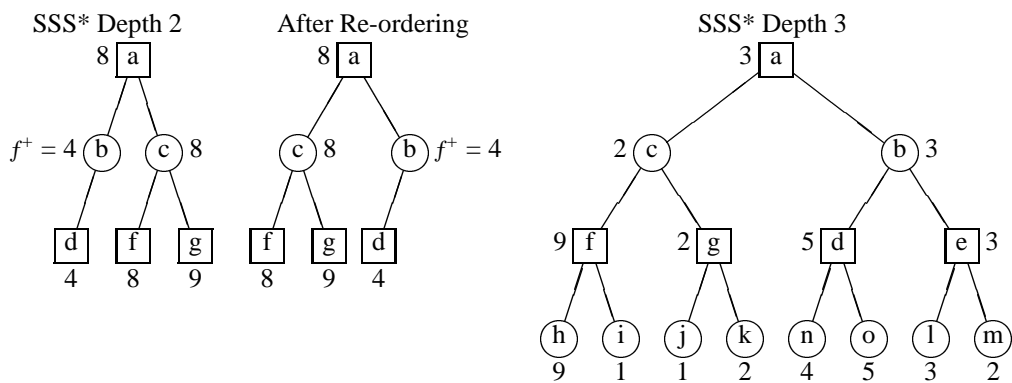 SSS* Depth 2
After Re-ordering
SSS* Depth 3
8 a
8 a
3 a
f⁺ = 4 b
c 8
c 8
b f⁺ = 4
2 c
b 3
d
f
g
f
g
d
9 f
2 g
5 d
e 3
4
8
9
8
9
4
h
i
j
k
n
o
l
m
9
1
1
2
4
5
3
2